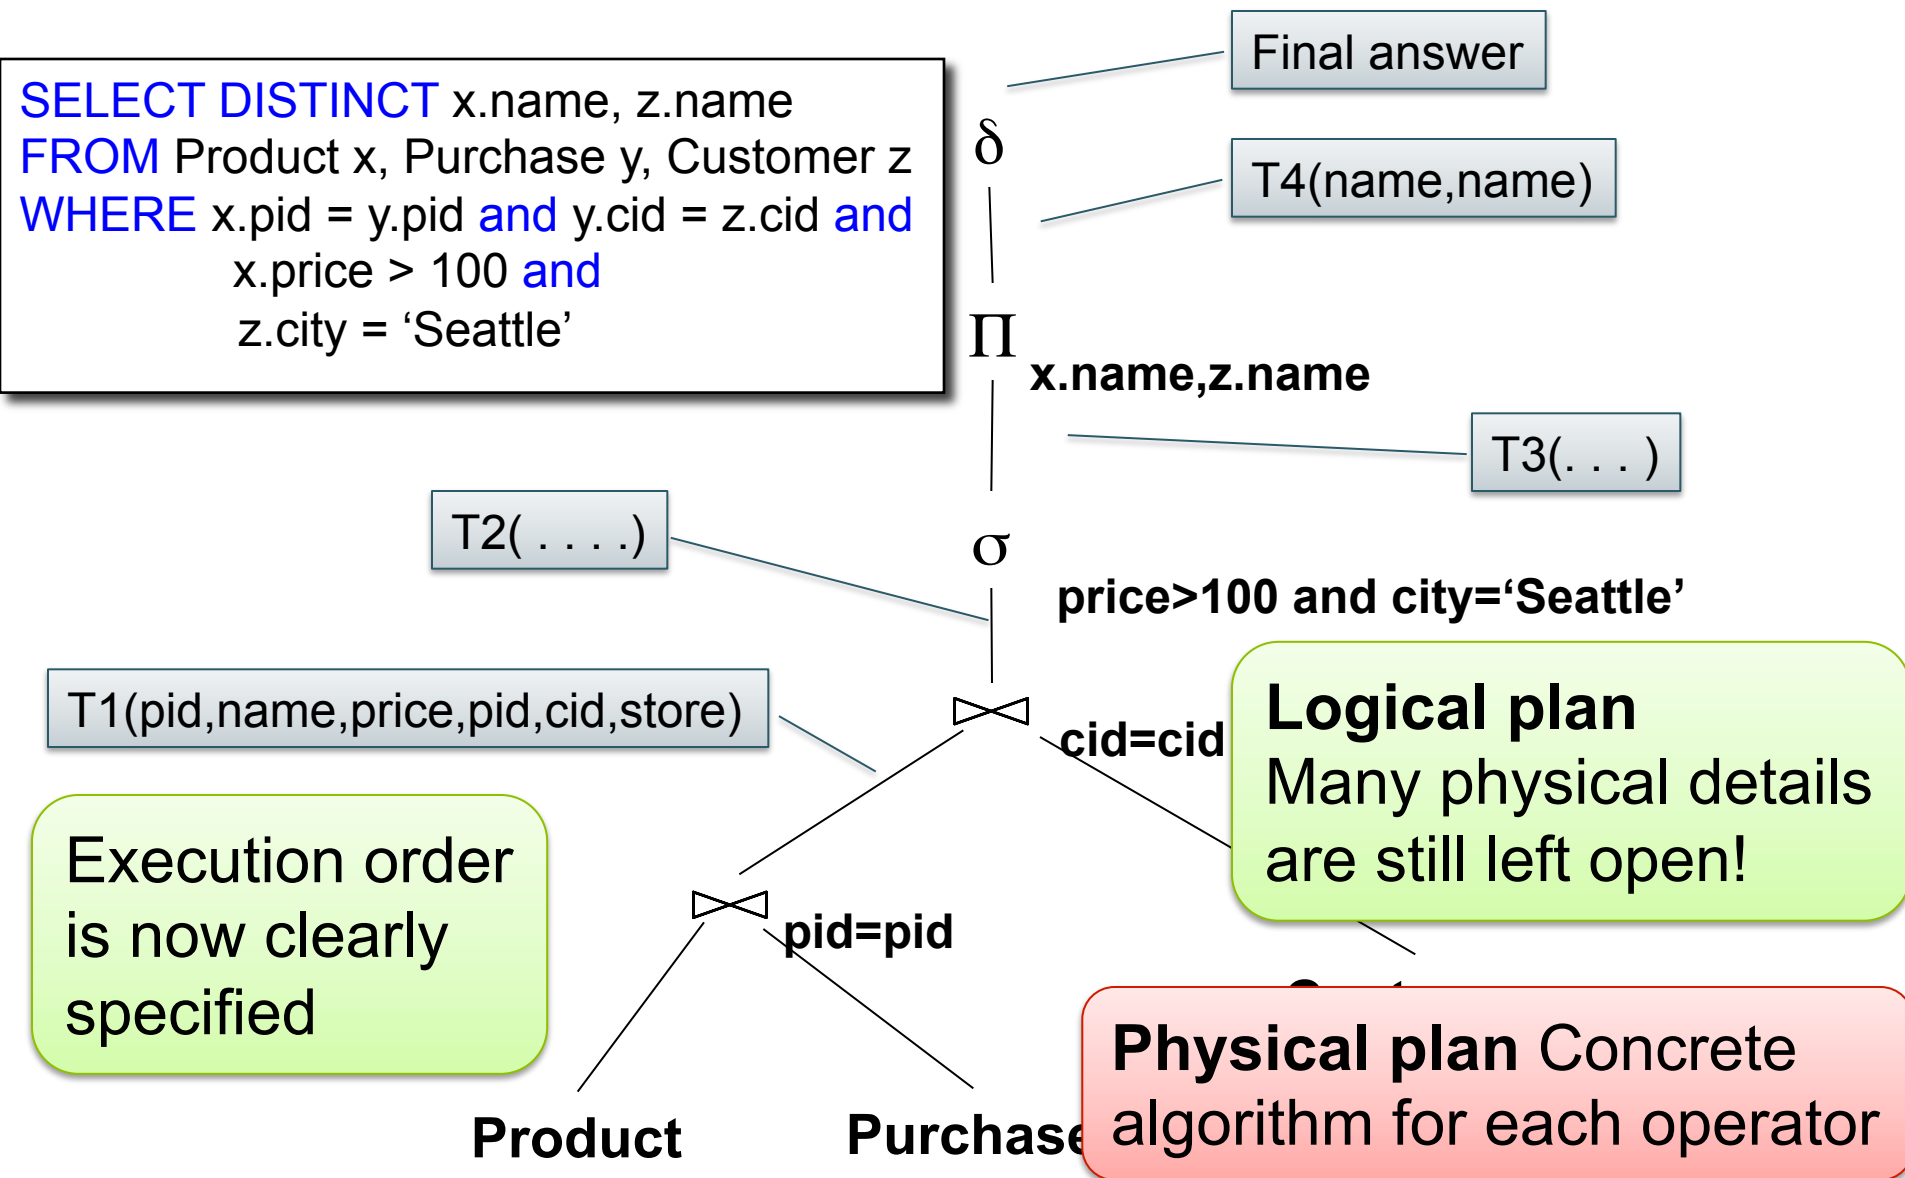 SELECT DISTINCT x.name, z.name
FROM Product x, Purchase y, Customer z
WHERE x.pid = y.pid and y.cid = z.cid and
x.price > 100 and
z.city = ‘Seattle’
Final answer
δ
T4(name,name)
Π
x.name,z.name
T3(. . . )
T2( . . . .)
σ
price>100 and city=‘Seattle’
T1(pid,name,price,pid,cid,store)
cid=cid
Logical plan
Many physical details
are still left open!
Execution order
is now clearly
specified
pid=pid
Physical plan Concrete
algorithm for each operator
Product
Purchase